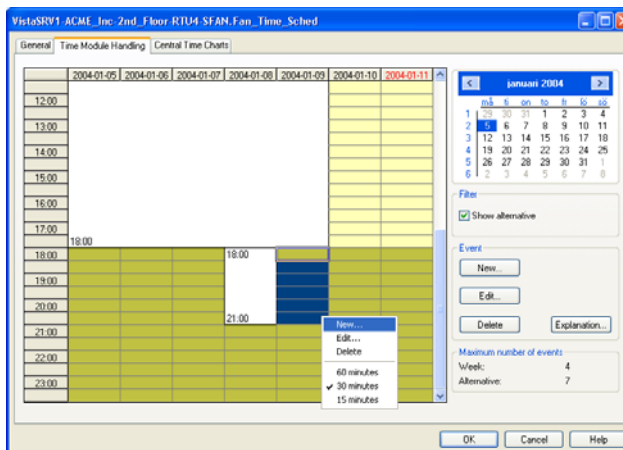 VistaSRV1-ACME_Inc-2nd_Floor-RTU4-SFAN.Fan_Time_Sched
General Time Module Handling Central Time Charts
2004-01-05 2004-01-06 2004-01-07 2004-01-08 2004-01-09 2004-01-10 2004-01-11
12:00
13:00
14:00
15:00
16:00
17:00
18:00
18:00 18:00
19:00
20:00
21:00
21:00
22:00
23:00
New...
Edit...
Delete
60 minutes
30 minutes
15 minutes
januari 2004
må ti on to fr lö sö
1 29 30 31 1 2 3 4
2 5 6 7 8 9 10 11
3 12 13 14 15 16 17 18
4 19 20 21 22 23 24 25
5 26 27 28 29 30 31 1
6 2 3 4 5 6 7 8
Filter
Show alternative
Event
New...
Edit...
Delete Explanation...
Maximum number of events
Week: 4
Alternative: 7
OK Cancel Help